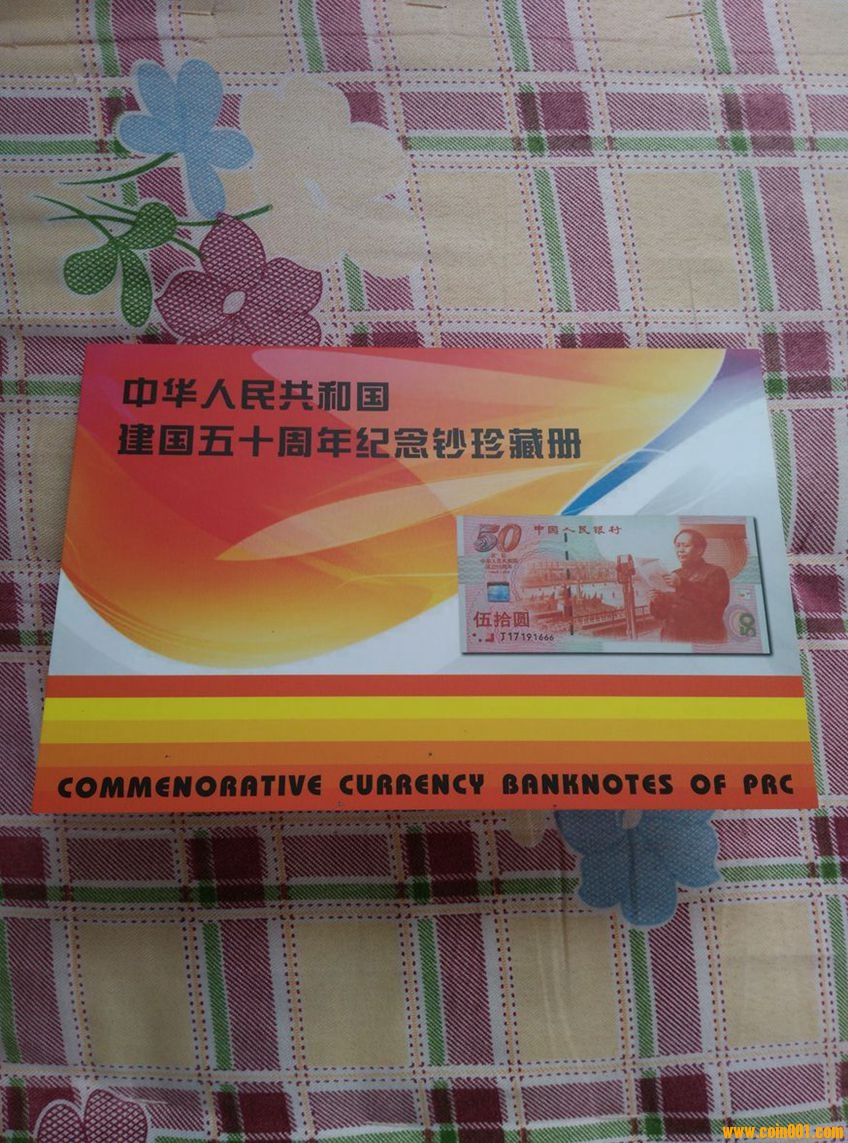 中华人民共和国
建国五十周年纪念钞珍藏册
50
中国人民银行
伍拾圆
J17191666
COMMENORATIVE CURRENCY BANKNOTES OF PRC
www.coin001.com